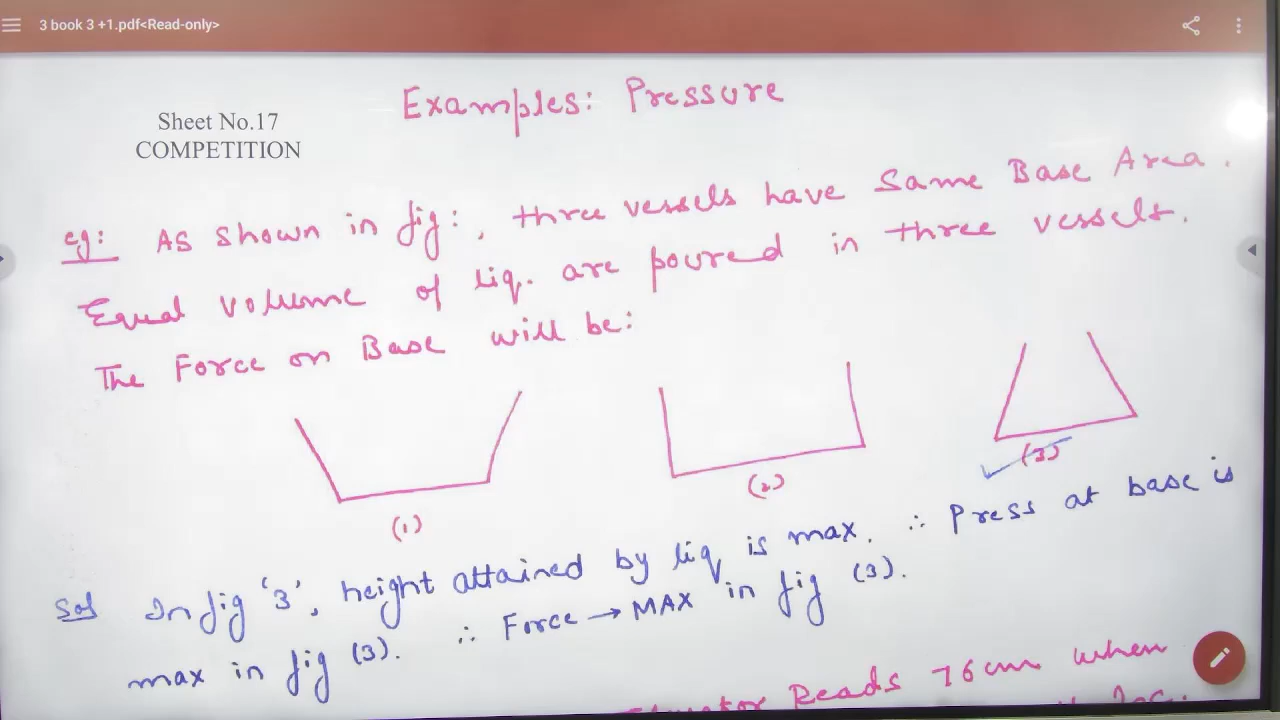 3 book 3 +1.pdf<Read-only>
Examples: Pressure
Sheet No.17
COMPETITION
eg: As shown in fig:, three vessels have same Base Area.
Equal volume of liq. are poured in three vessels.
The Force on Base will be:
(1) (2) (3)
Sol In fig '3', height attained by liq is max. ∴ Press at base is
max in fig (3). ∴ Force → MAX in fig (3).
Reads 76 cm when